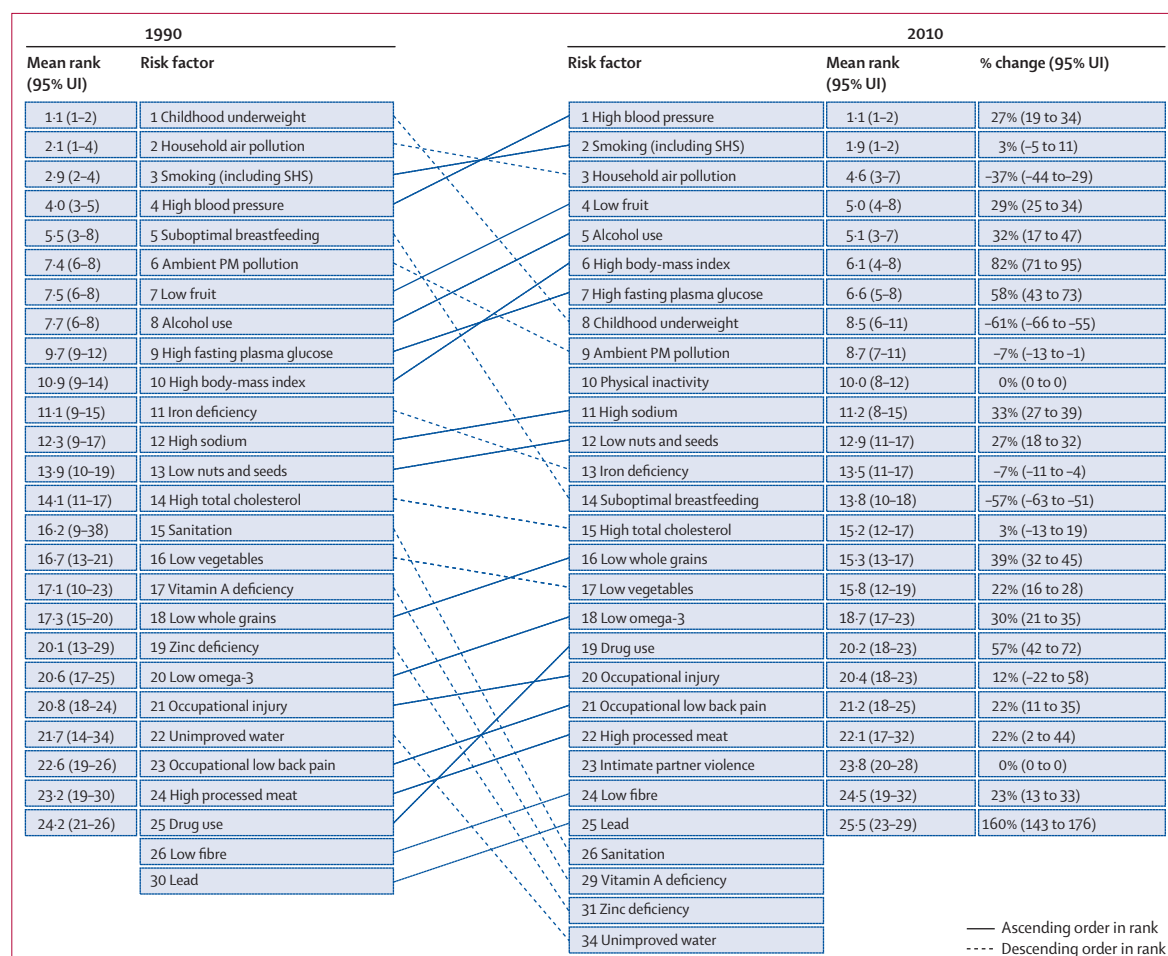 1990
Mean rank (95% UI) Risk factor
1·1 (1–2) 1 Childhood underweight
2·1 (1–4) 2 Household air pollution
2·9 (2–4) 3 Smoking (including SHS)
4·0 (3–5) 4 High blood pressure
5·5 (3–8) 5 Suboptimal breastfeeding
7·4 (6–8) 6 Ambient PM pollution
7·5 (6–8) 7 Low fruit
7·7 (6–8) 8 Alcohol use
9·7 (9–12) 9 High fasting plasma glucose
10·9 (9–14) 10 High body-mass index
11·1 (9–15) 11 Iron deficiency
12·3 (9–17) 12 High sodium
13·9 (10–19) 13 Low nuts and seeds
14·1 (11–17) 14 High total cholesterol
16·2 (9–38) 15 Sanitation
16·7 (13–21) 16 Low vegetables
17·1 (10–23) 17 Vitamin A deficiency
17·3 (15–20) 18 Low whole grains
20·1 (13–29) 19 Zinc deficiency
20·6 (17–25) 20 Low omega-3
20·8 (18–24) 21 Occupational injury
21·7 (14–34) 22 Unimproved water
22·6 (19–26) 23 Occupational low back pain
23·2 (19–30) 24 High processed meat
24·2 (21–26) 25 Drug use
26 Low fibre
30 Lead
2010
Risk factor Mean rank (95% UI) % change (95% UI)
1 High blood pressure 1·1 (1–2) 27% (19 to 34)
2 Smoking (including SHS) 1·9 (1–2) 3% (–5 to 11)
3 Household air pollution 4·6 (3–7) –37% (–44 to–29)
4 Low fruit 5·0 (4–8) 29% (25 to 34)
5 Alcohol use 5·1 (3–7) 32% (17 to 47)
6 High body-mass index 6·1 (4–8) 82% (71 to 95)
7 High fasting plasma glucose 6·6 (5–8) 58% (43 to 73)
8 Childhood underweight 8·5 (6–11) –61% (–66 to –55)
9 Ambient PM pollution 8·7 (7–11) –7% (–13 to –1)
10 Physical inactivity 10·0 (8–12) 0% (0 to 0)
11 High sodium 11·2 (8–15) 33% (27 to 39)
12 Low nuts and seeds 12·9 (11–17) 27% (18 to 32)
13 Iron deficiency 13·5 (11–17) –7% (–11 to –4)
14 Suboptimal breastfeeding 13·8 (10–18) –57% (–63 to –51)
15 High total cholesterol 15·2 (12–17) 3% (–13 to 19)
16 Low whole grains 15·3 (13–17) 39% (32 to 45)
17 Low vegetables 15·8 (12–19) 22% (16 to 28)
18 Low omega-3 18·7 (17–23) 30% (21 to 35)
19 Drug use 20·2 (18–23) 57% (42 to 72)
20 Occupational injury 20·4 (18–23) 12% (–22 to 58)
21 Occupational low back pain 21·2 (18–25) 22% (11 to 35)
22 High processed meat 22·1 (17–32) 22% (2 to 44)
23 Intimate partner violence 23·8 (20–28) 0% (0 to 0)
24 Low fibre 24·5 (19–32) 23% (13 to 33)
25 Lead 25·5 (23–29) 160% (143 to 176)
26 Sanitation
29 Vitamin A deficiency
31 Zinc deficiency
34 Unimproved water
Ascending order in rank
Descending order in rank